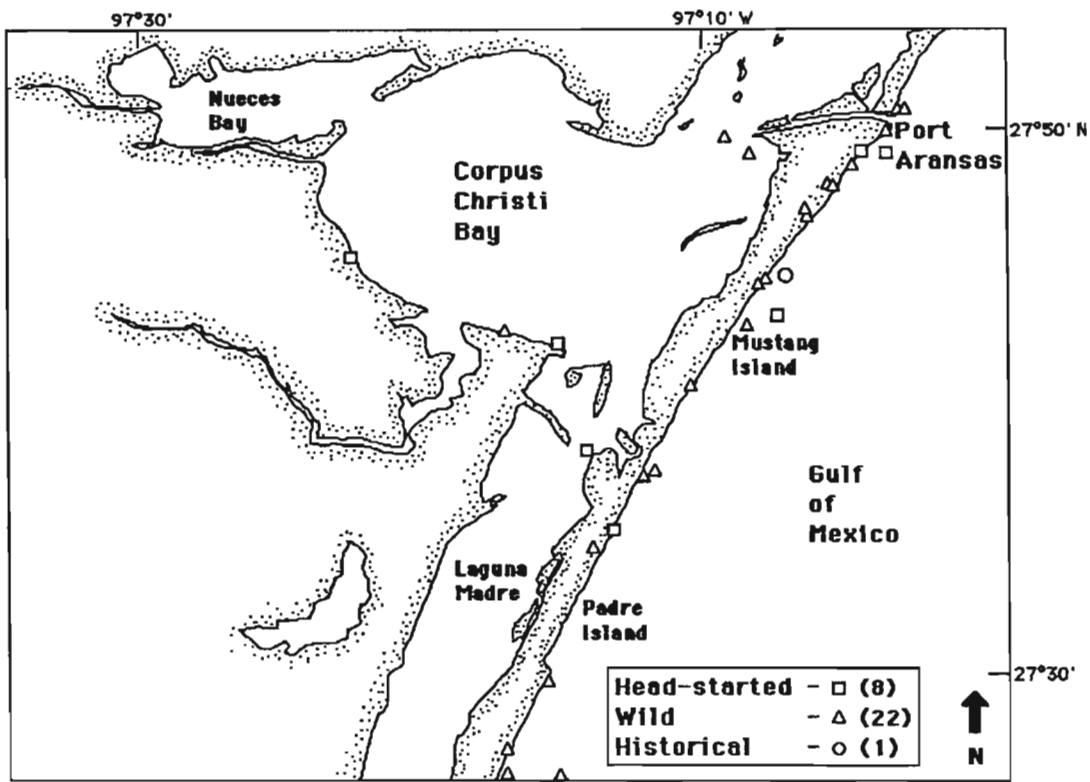 97°30'
97°10' W
Nueces
Bay
27°50' N
Port
Aransas
Corpus
Christi
Bay
Mustang
Island
Gulf
of
Mexico
Laguna
Madre
Padre
Island
27°30'
Head-started - □ (8)
Wild - △ (22)
Historical - ○ (1)
N